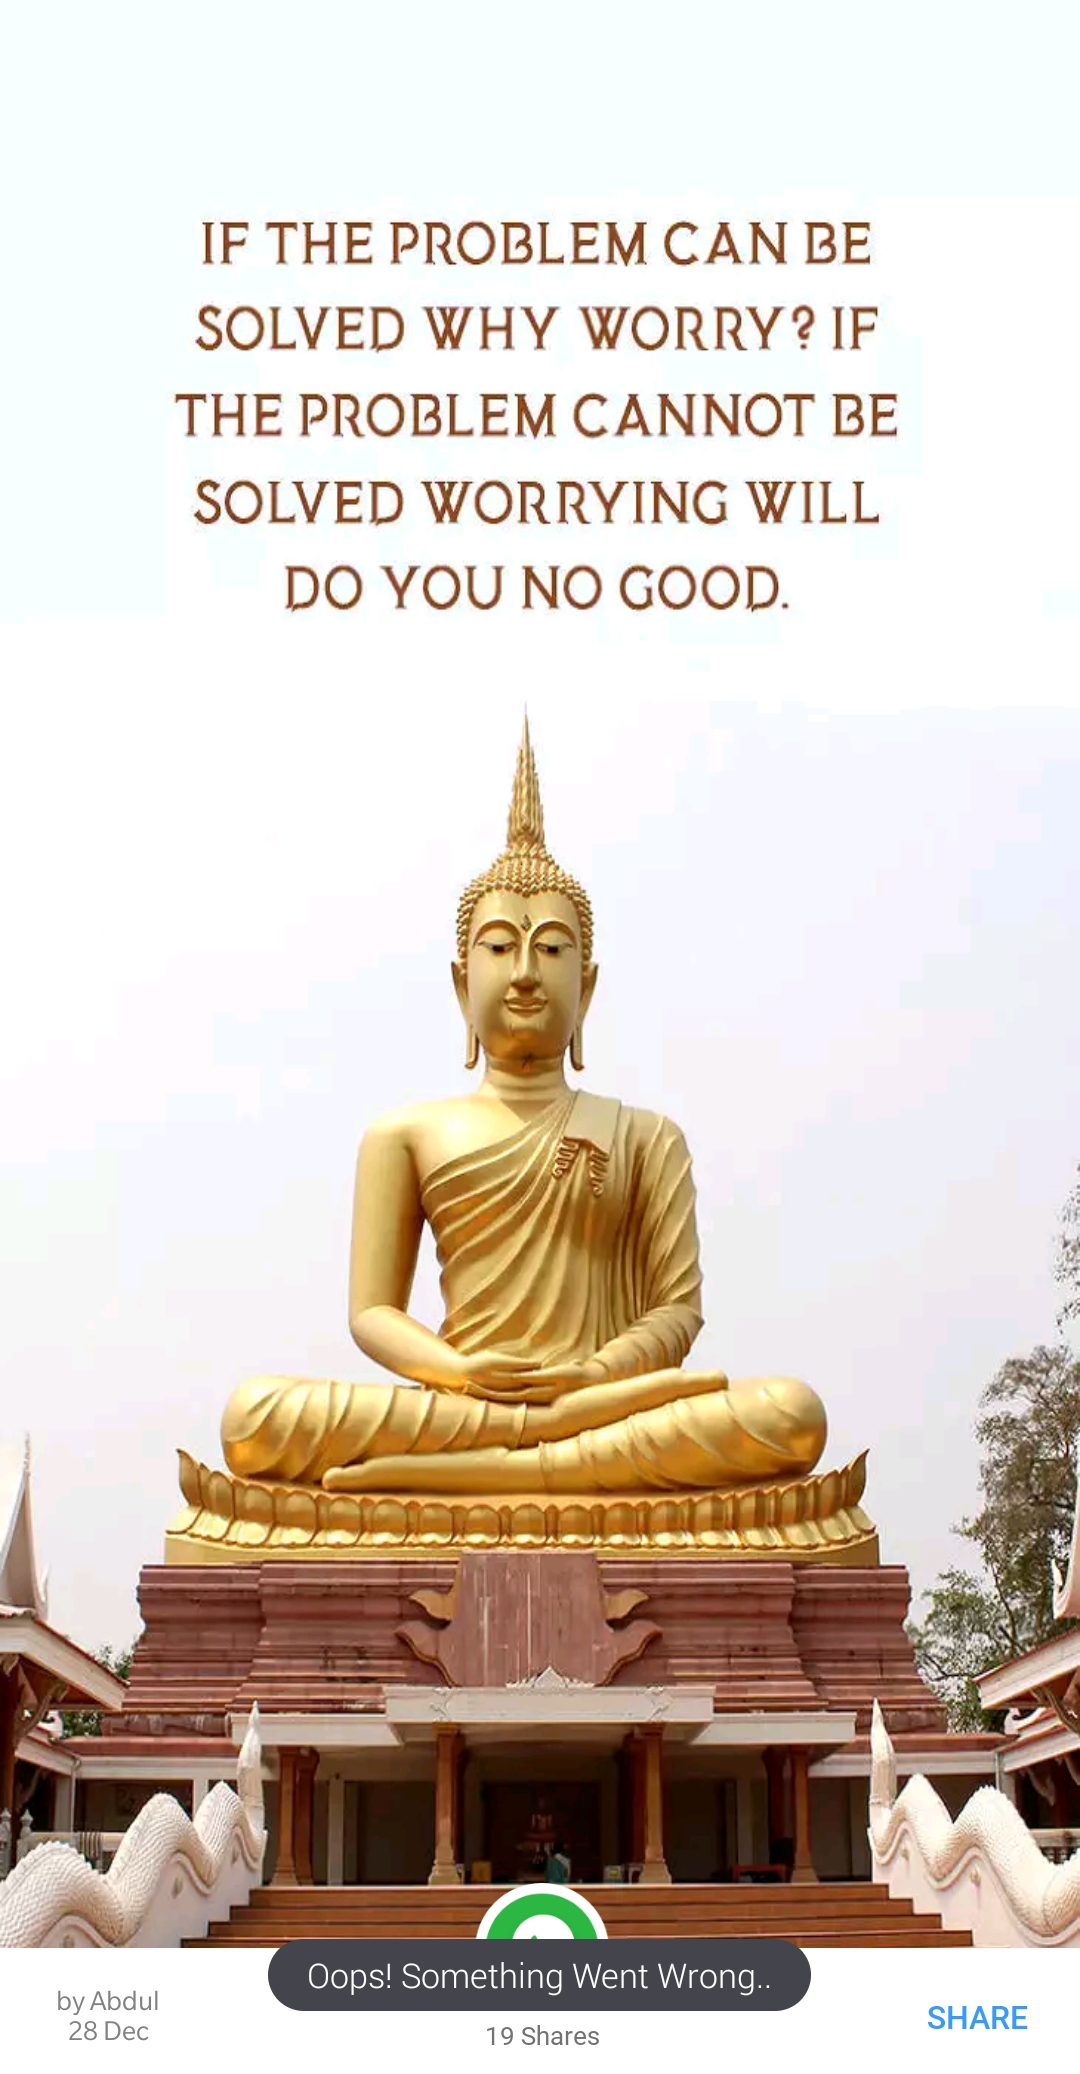 IF THE PROBLEM CAN BE
SOLVED WHY WORRY? IF
THE PROBLEM CANNOT BE
SOLVED WORRYING WILL
DO YOU NO GOOD.
Oops! Something Went Wrong..
by Abdul
28 Dec
19 Shares
SHARE